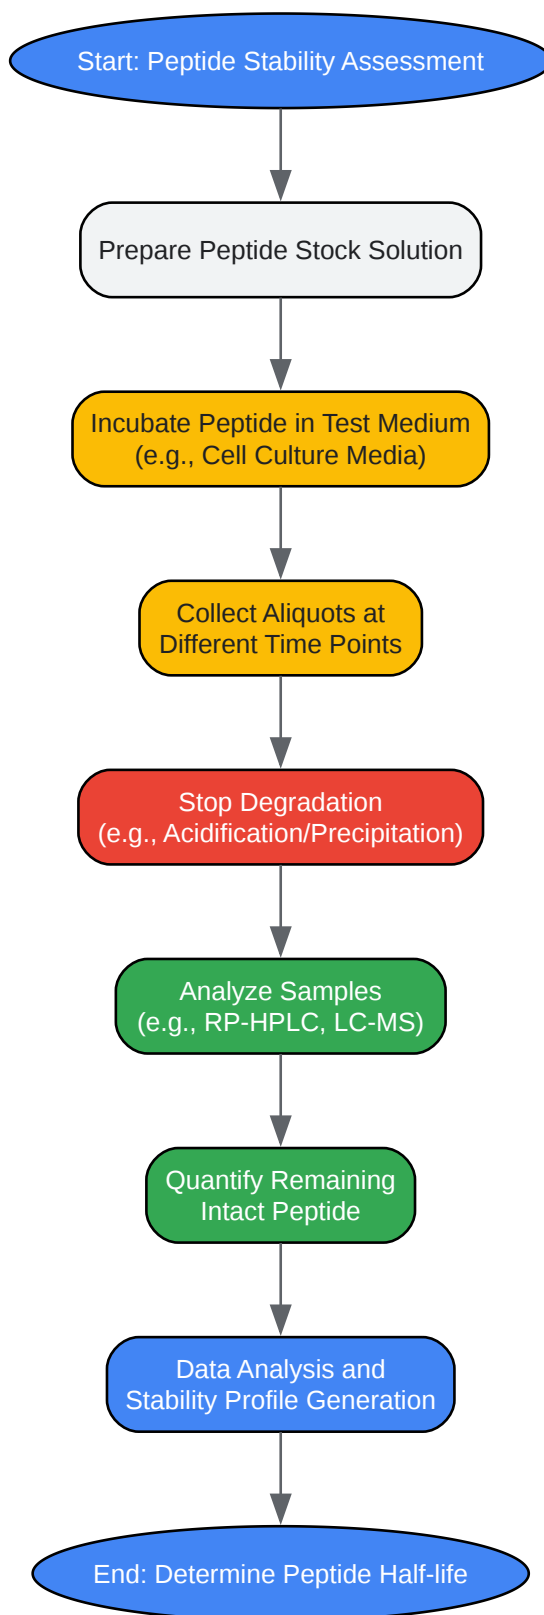 Start: Peptide Stability Assessment
Prepare Peptide Stock Solution
Incubate Peptide in Test Medium
(e.g., Cell Culture Media)
Collect Aliquots at
Different Time Points
Stop Degradation
(e.g., Acidification/Precipitation)
Analyze Samples
(e.g., RP-HPLC, LC-MS)
Quantify Remaining
Intact Peptide
Data Analysis and
Stability Profile Generation
End: Determine Peptide Half-life